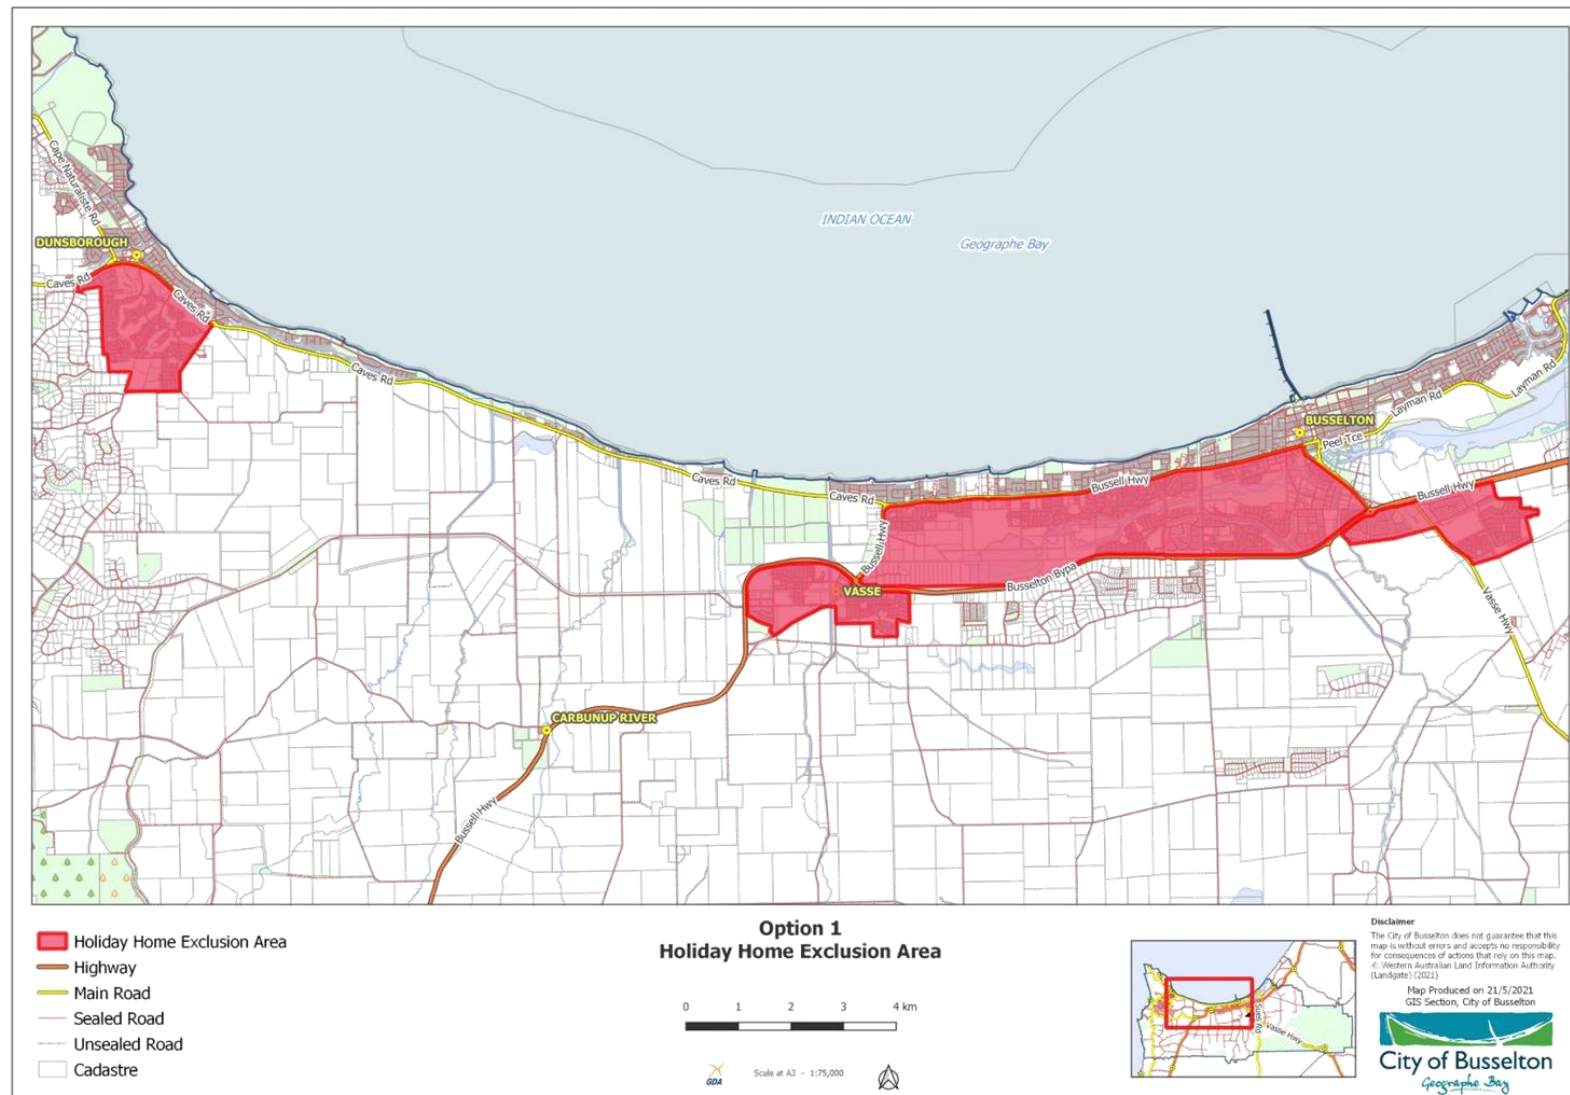 INDIAN OCEAN
Geographe Bay
Cape Naturaliste Rd
DUNSBOROUGH
Caves Rd
Caves Rd
Caves Rd
Caves Rd
Caves Rd
Bussell Hwy
Bussell Hwy
BUSSELTON
Peel Tce
Layman Rd
Layman Rd
Bussell Hwy
VASSE
Busselton Bypa
Vasse Hwy
CARBUNUP RIVER
Bussell Hwy
Holiday Home Exclusion Area
Highway
Main Road
Sealed Road
Unsealed Road
Cadastre
Option 1
Holiday Home Exclusion Area
0 1 2 3 4 km
GDA
Scale at A3 - 1:75,000
Sues Rd
Vasse Hwy
Disclaimer
The City of Busselton does not guarantee that this
map is without errors and accepts no responsibility
for consequences of actions that rely on this map.
© Western Australian Land Information Authority
(Landgate) (2021)
Map Produced on 21/5/2021
GIS Section, City of Busselton
City of Busselton
Geographe Bay